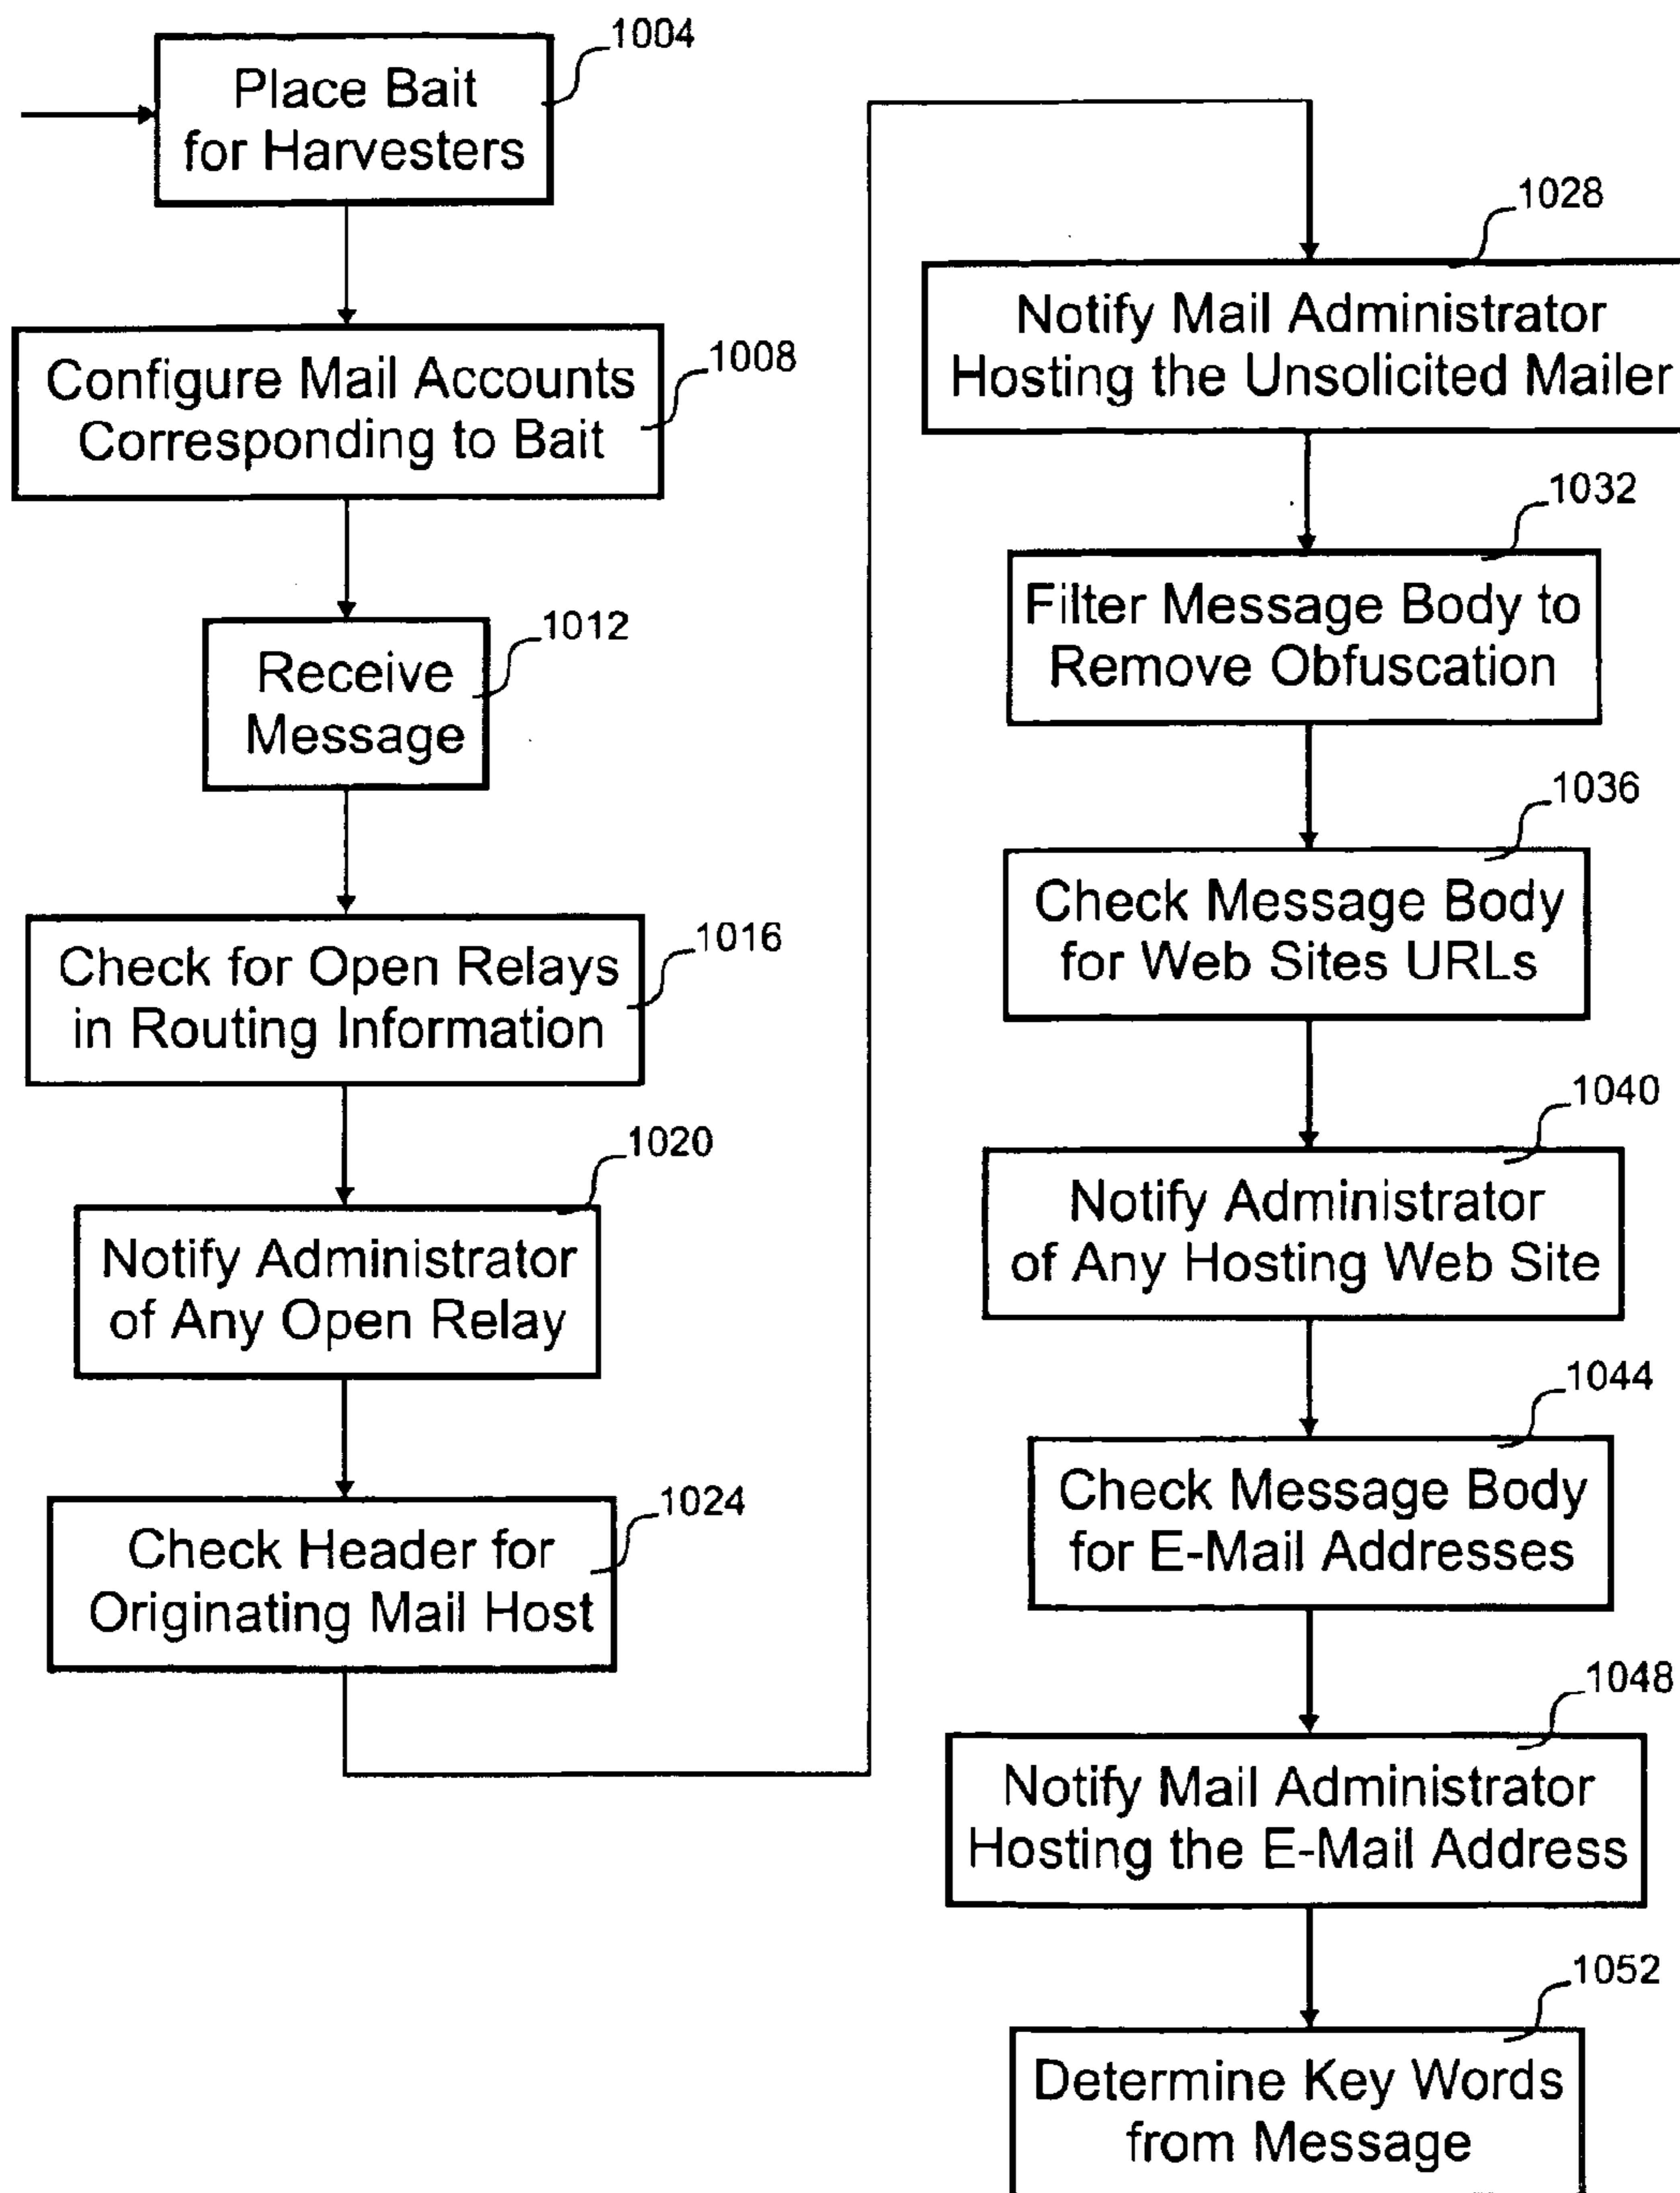 1004
Place Bait
for Harvesters
1008
Configure Mail Accounts
Corresponding to Bait
1012
Receive
Message
1016
Check for Open Relays
in Routing Information
1020
Notify Administrator
of Any Open Relay
1024
Check Header for
Originating Mail Host
1028
Notify Mail Administrator
Hosting the Unsolicited Mailer
1032
Filter Message Body to
Remove Obfuscation
1036
Check Message Body
for Web Sites URLs
1040
Notify Administrator
of Any Hosting Web Site
1044
Check Message Body
for E-Mail Addresses
1048
Notify Mail Administrator
Hosting the E-Mail Address
1052
Determine Key Words
from Message